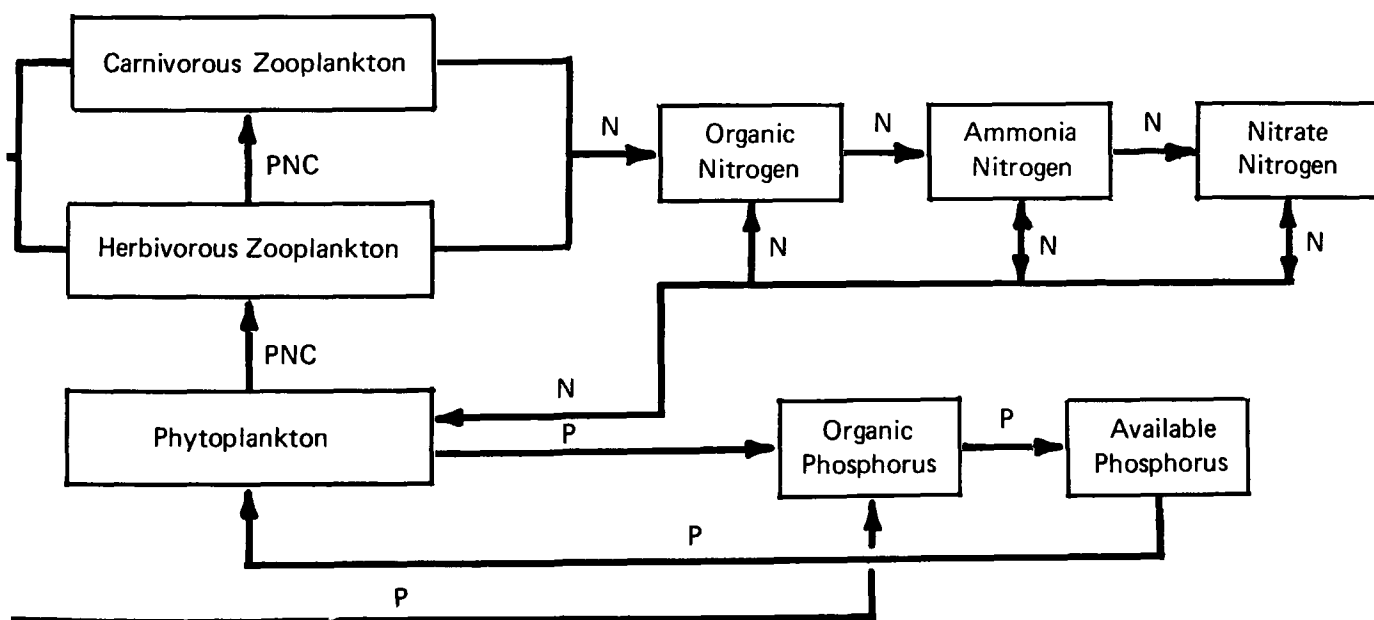 Carnivorous Zooplankton
PNC
Herbivorous Zooplankton
PNC
Phytoplankton
N
Organic
Nitrogen
N
Ammonia
Nitrogen
N
Nitrate
Nitrogen
N
N
N
N
P
Organic
Phosphorus
P
Available
Phosphorus
P
P